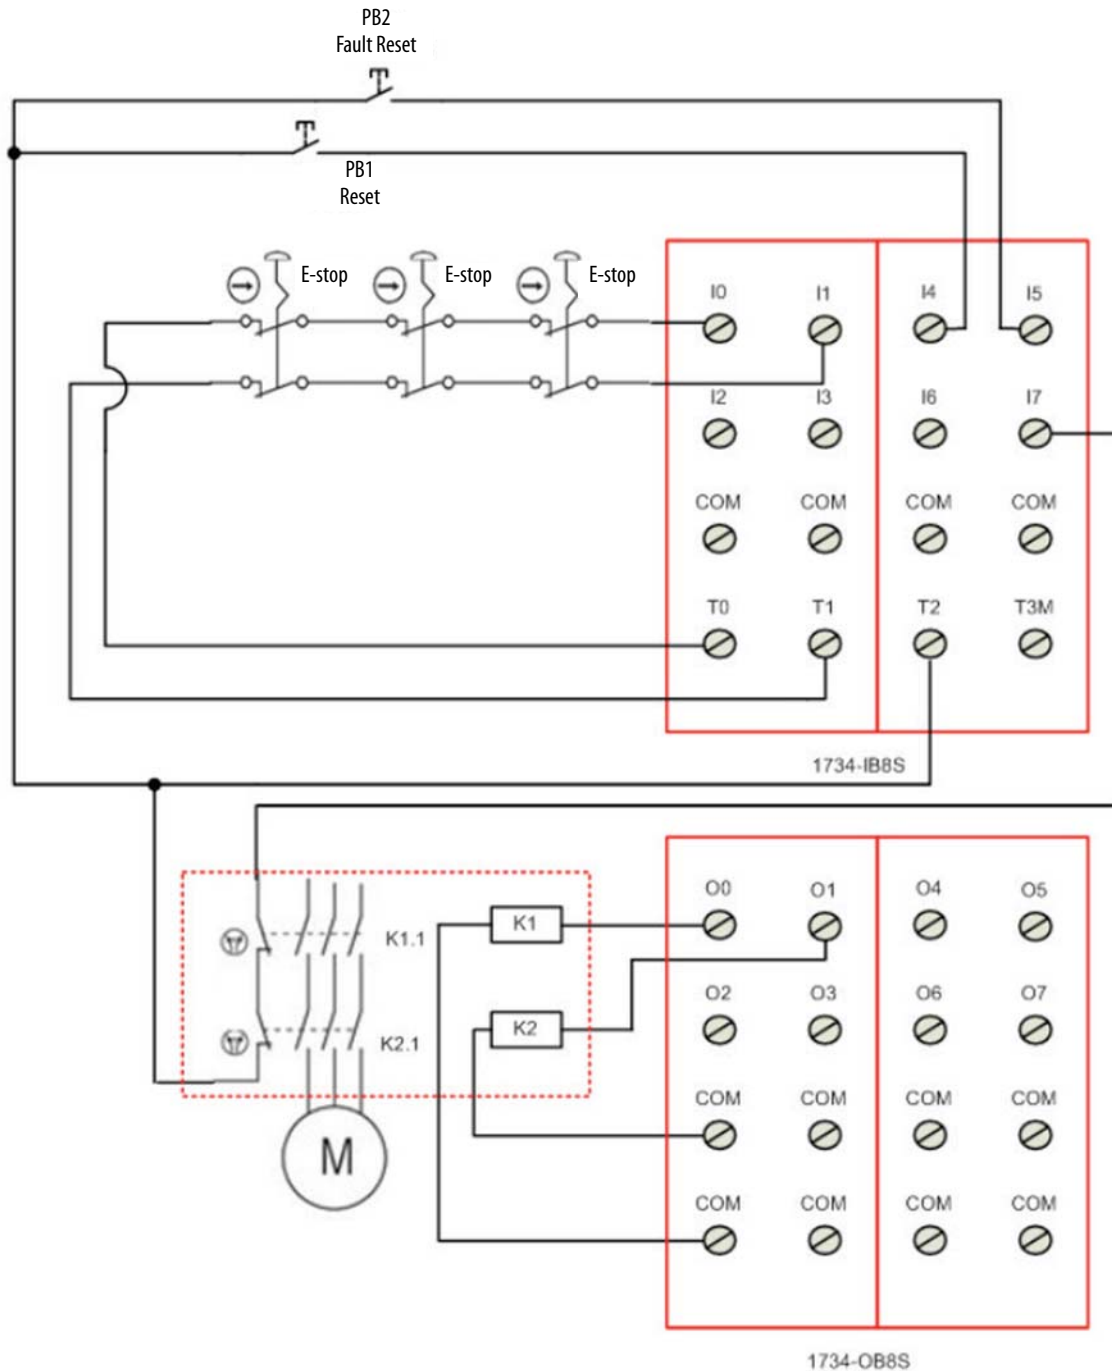 PB2
Fault Reset
PB1
Reset
E-stop E-stop E-stop
I0 I1 I4 I5
I2 I3 I6 I7
COM COM COM COM
T0 T1 T2 T3M
1734-IB8S
O0 O1 O4 O5
K1
K1.1
O2 O3 O6 O7
K2
K2.1
COM COM COM COM
M
COM COM COM COM
1734-OB8S